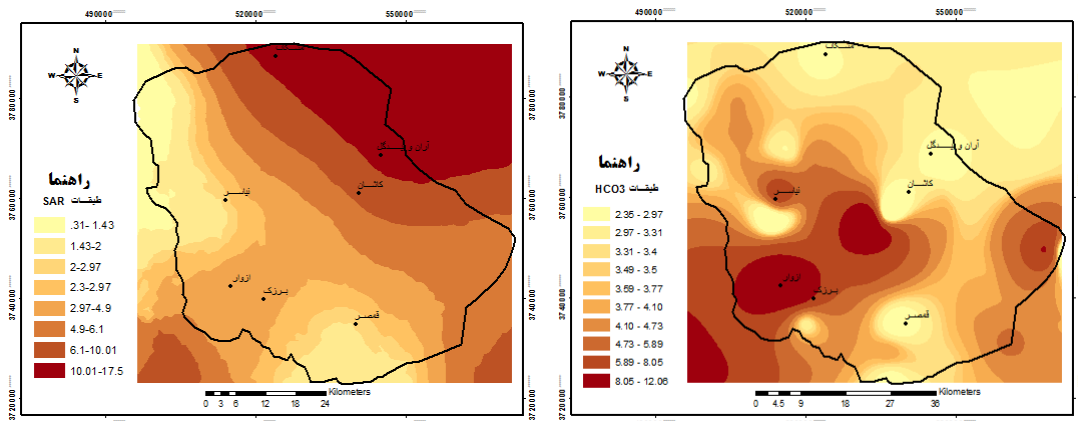 490000 520000 550000
3780000
3760000
3740000
3720000
N
W E
S
مشکات
آران و بیدگل
کاشان
نیاسر
ازوار
برزک
قمصر
راهنما
طبقات SAR
.31- 1.43
1.43-2
2-2.97
2.3-2.97
2.97-4.9
4.9-6.1
6.1-10.01
10.01-17.5
Kilometers
0 3 6 12 18 24
490000 520000 550000
3780000
3760000
3740000
3720000
N
W E
S
مشکات
آران و بیدگل
کاشان
نیاسر
ازوار
برزک
قمصر
راهنما
طبقات HCO3
2.35 - 2.97
2.97 - 3.31
3.31 - 3.4
3.49 - 3.5
3.59 - 3.77
3.77 - 4.10
4.10 - 4.73
4.73 - 5.89
5.89 - 8.05
8.05 - 12.06
Kilometers
0 4.5 9 18 27 36